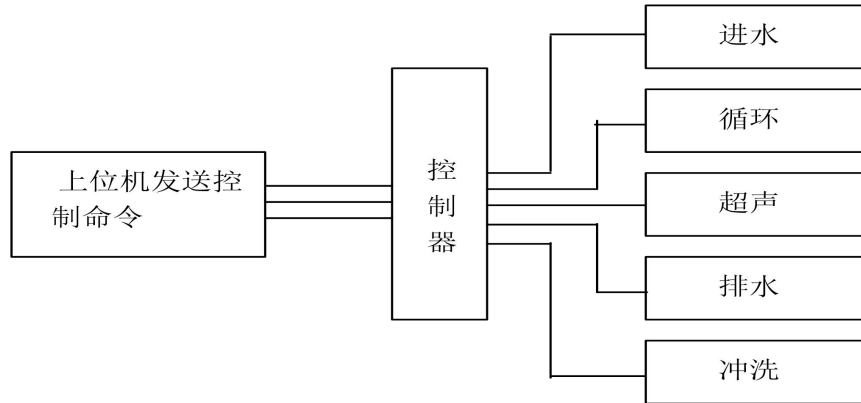 上位机发送控
制命令
控
制
器
进水
循环
超声
排水
冲洗